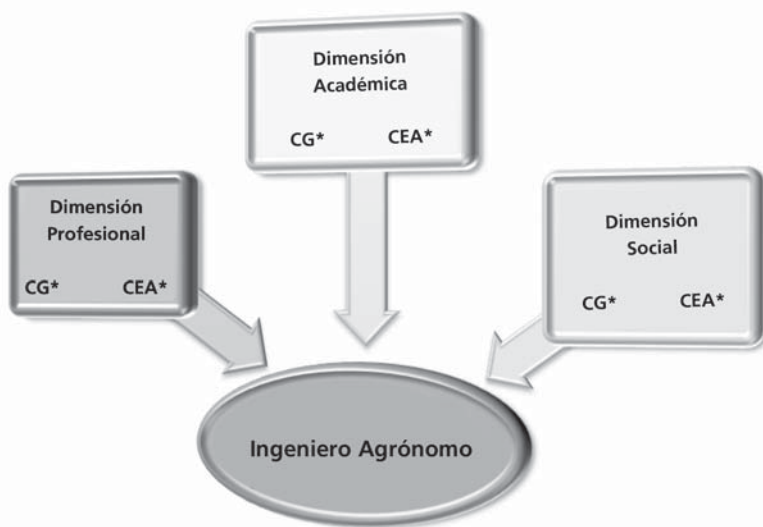 Dimensión
Académica
CG* CEA*
Dimensión
Profesional
CG* CEA*
Dimensión
Social
CG* CEA*
Ingeniero Agrónomo